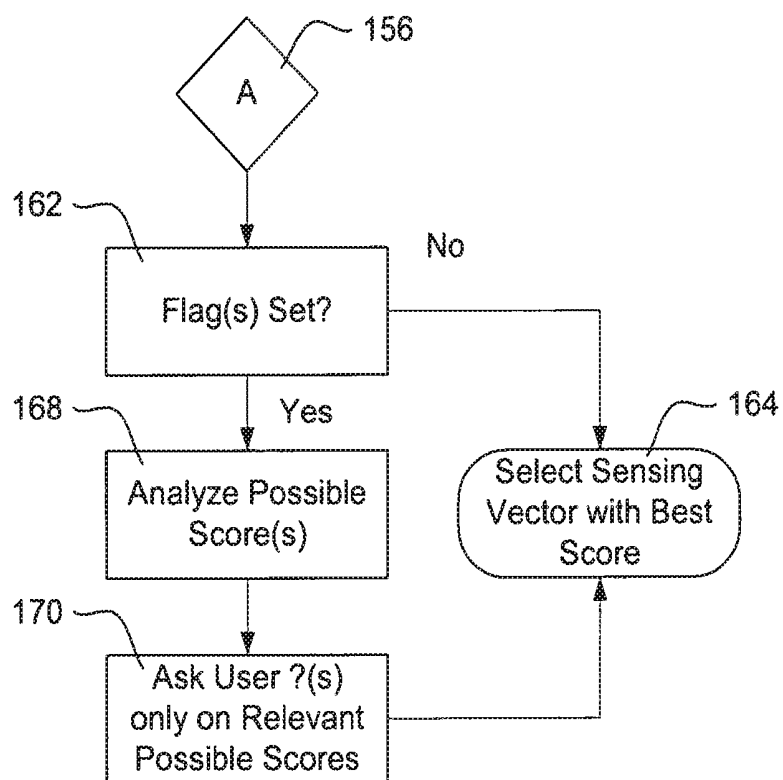 156
A
162
No
Flag(s) Set?
168
Yes
164
Analyze Possible
Score(s)
Select Sensing
Vector with Best
Score
170
Ask User ?(s)
only on Relevant
Possible Scores